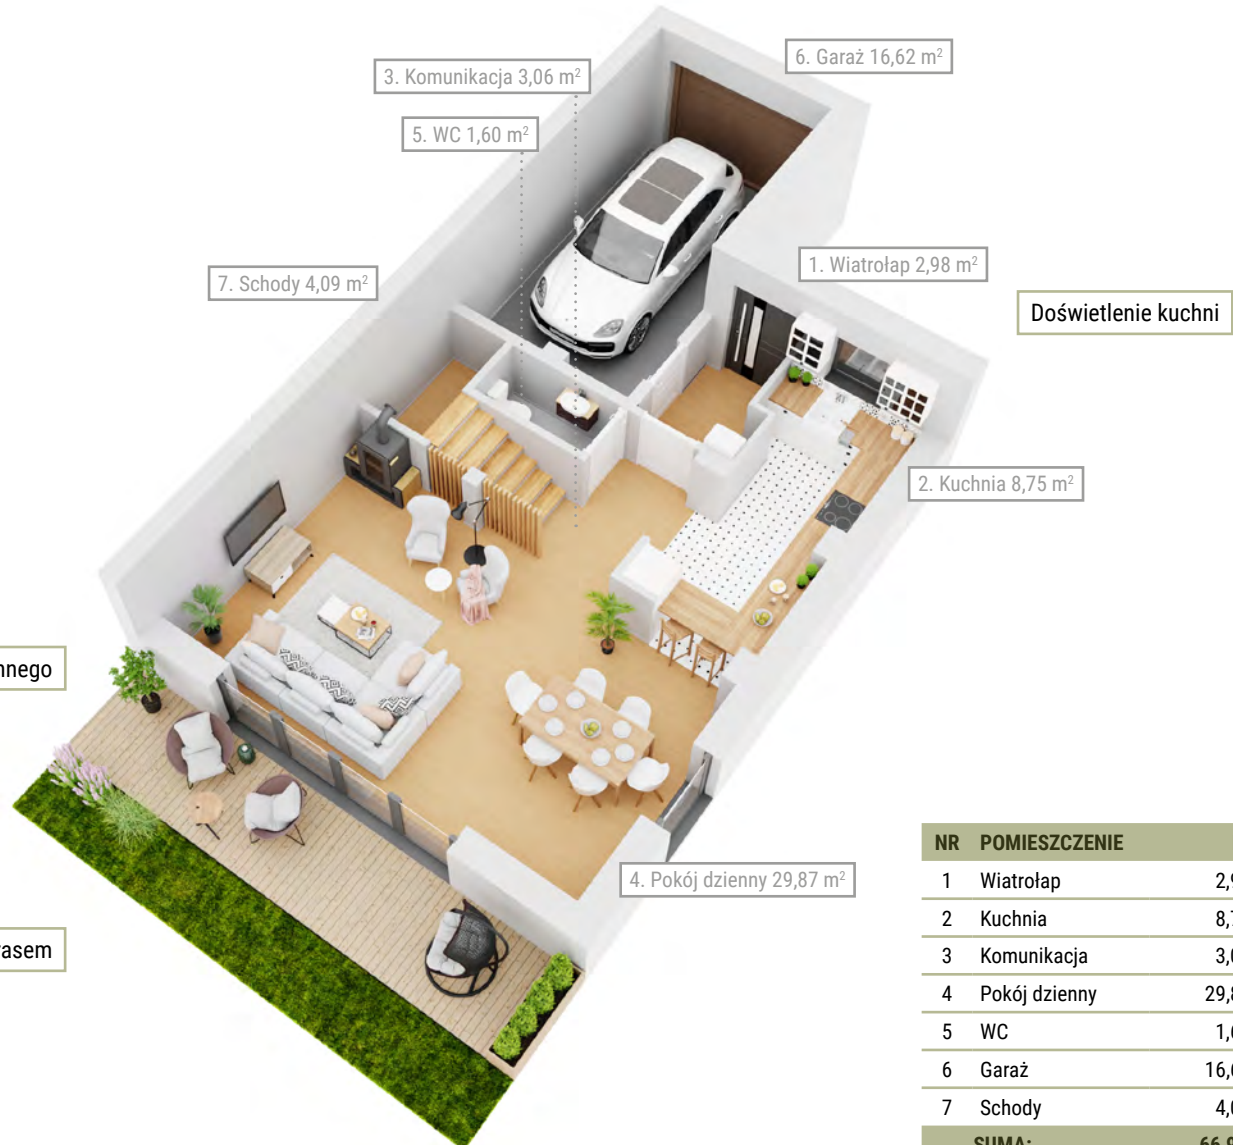 6. Garaż 16,62 m²
3. Komunikacja 3,06 m²
5. WC 1,60 m²
1. Wiatrołap 2,98 m²
7. Schody 4,09 m²
Doświetlenie kuchni
2. Kuchnia 8,75 m²
4. Pokój dzienny 29,87 m²
NR POMIESZCZENIE
1 Wiatrołap
2 Kuchnia
3 Komunikacja
4 Pokój dzienny
5 WC
6 Garaż
7 Schody
SUMA: